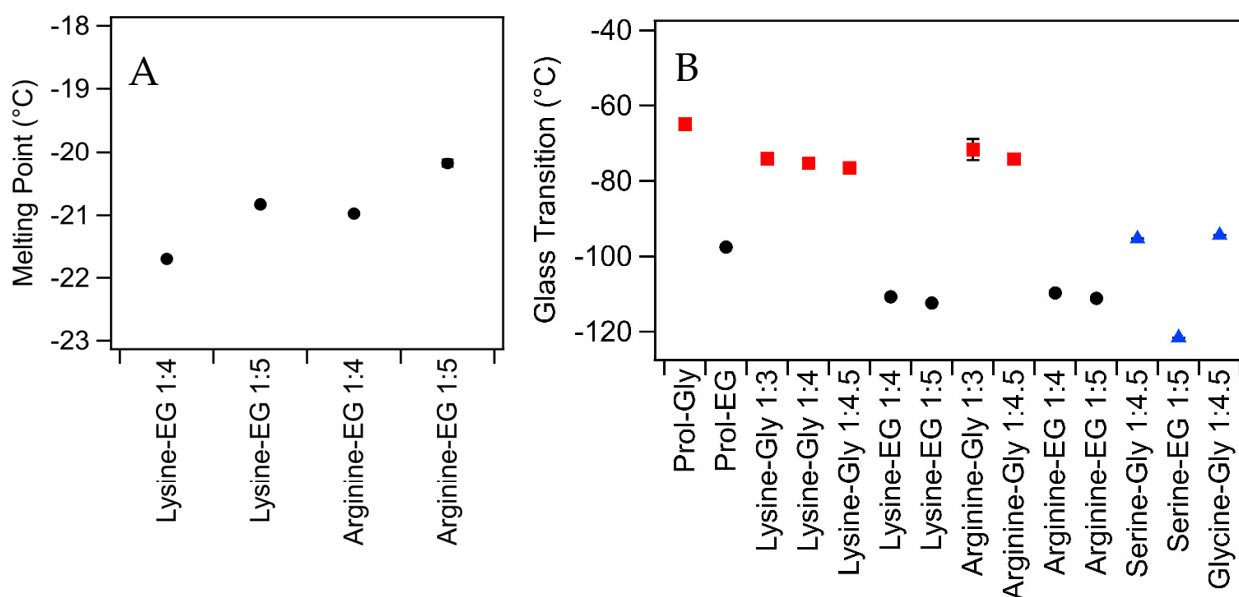 A
Melting Point (°C)
-18
-19
-20
-21
-22
-23
Lysine-EG 1:4
Lysine-EG 1:5
Arginine-EG 1:4
Arginine-EG 1:5
B
Glass Transition (°C)
-40
-60
-80
-100
-120
Prol-Gly
Prol-EG
Lysine-Gly 1:3
Lysine-Gly 1:4
Lysine-Gly 1:4.5
Lysine-EG 1:4
Lysine-EG 1:5
Arginine-Gly 1:3
Arginine-Gly 1:4.5
Arginine-EG 1:4
Arginine-EG 1:5
Serine-Gly 1:4.5
Serine-EG 1:5
Glycine-Gly 1:4.5